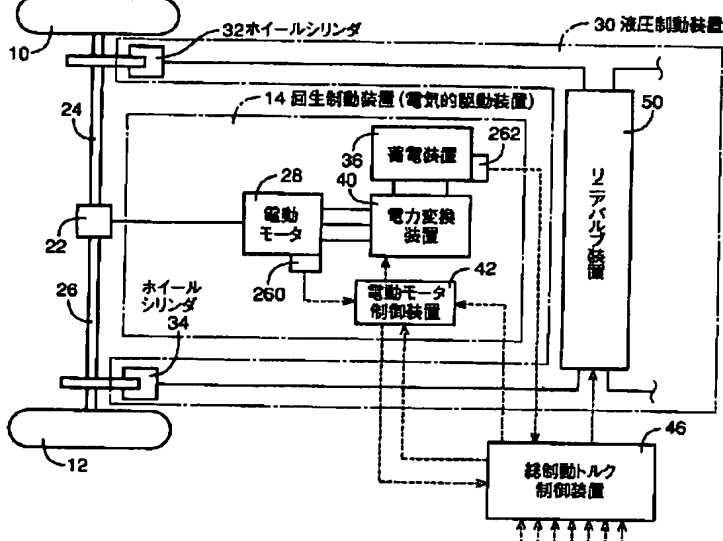 32 ホイールシリンダ
30 液圧制動装置
10
14 回生制動装置(電気的駆動装置)
50
24
262
36
蓄電装置
28
40
電動
モータ
電力変換
装置
リニアバルブ装置
22
260
42
電動モータ
制御装置
26
ホイール
シリンダ
34
46
12
総制動トルク
制御装置